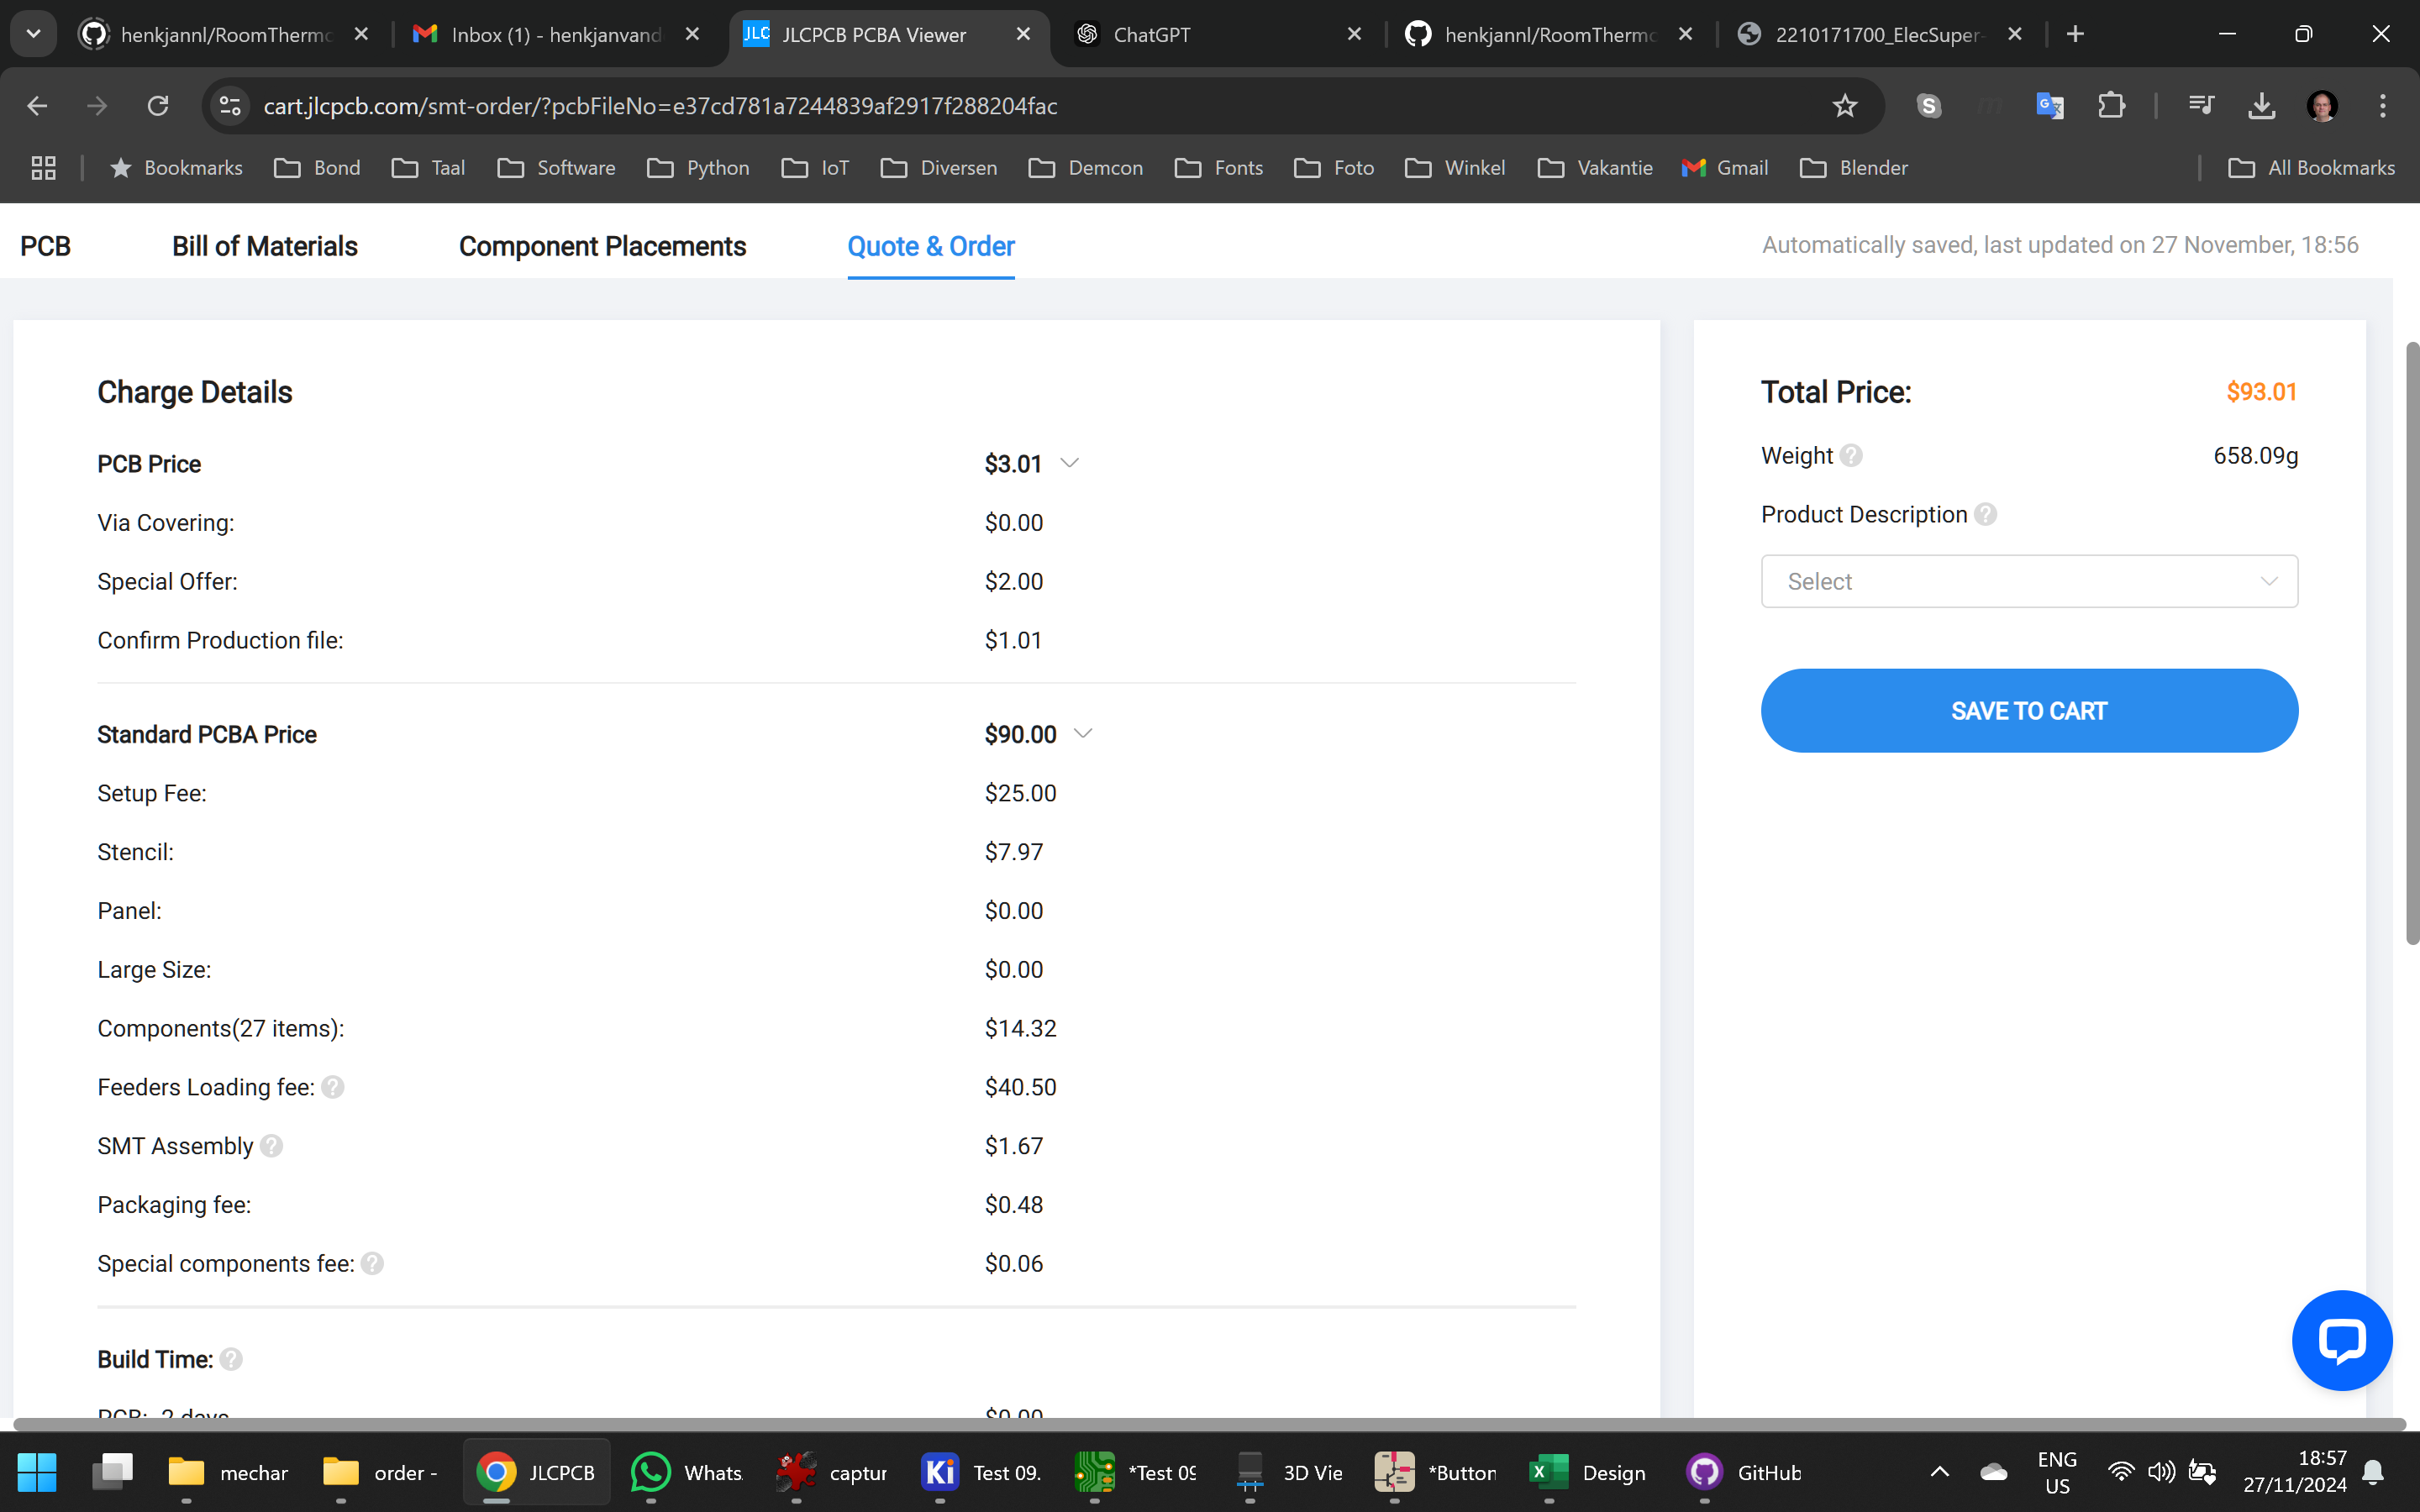 henkjannl/RoomThermo
Inbox (1) - henkjanvand
JLC JLCPCB PCBA Viewer
ChatGPT
henkjannl/RoomThermo
2210171700_ElecSuper-
cart.jlcpcb.com/smt-order/?pcbFileNo=e37cd781a7244839af2917f288204fac
Bookmarks Bond Taal Software Python IoT Diversen Demcon Fonts Foto Winkel Vakantie Gmail Blender All Bookmarks
PCB Bill of Materials Component Placements Quote & Order Automatically saved, last updated on 27 November, 18:56
Charge Details
PCB Price $3.01
Via Covering: $0.00
Special Offer: $2.00
Confirm Production file: $1.01
Standard PCBA Price $90.00
Setup Fee: $25.00
Stencil: $7.97
Panel: $0.00
Large Size: $0.00
Components(27 items): $14.32
Feeders Loading fee: ? $40.50
SMT Assembly ? $1.67
Packaging fee: $0.48
Special components fee: ? $0.06
Build Time: ?
PCB: 2 days $0.00
Total Price: $93.01
Weight ? 658.09g
Product Description ?
Select
SAVE TO CART
mechar
order -
JLCPCB
Whats
captur
Ki Test 09.
*Test 09
3D Vie
*Button
Design
GitHub
ENG
US
18:57
27/11/2024